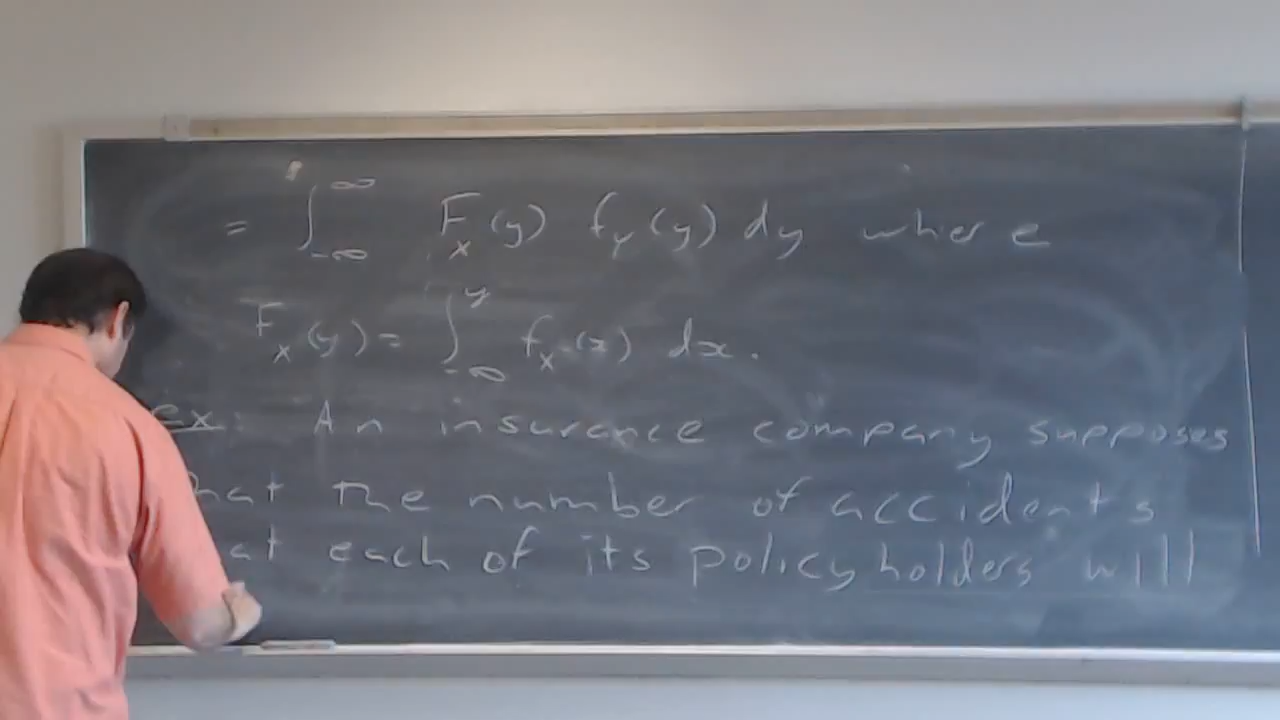 = ∫_{-∞}^{∞} F_X(y) f_Y(y) dy where
F_X(y) = ∫_{-∞}^{y} f_X(x) dx.
ex: An insurance company supposes
hat the number of accidents
at each of its policyholders will